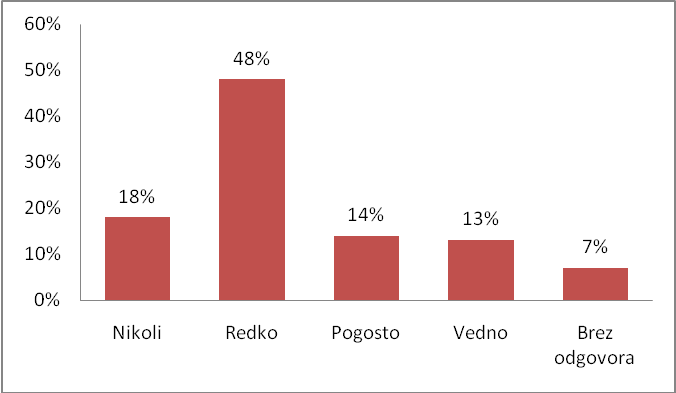 60%
50%
40%
30%
20%
10%
0%
18%
48%
14%
13%
7%
Nikoli
Redko
Pogosto
Vedno
Brez
odgovora